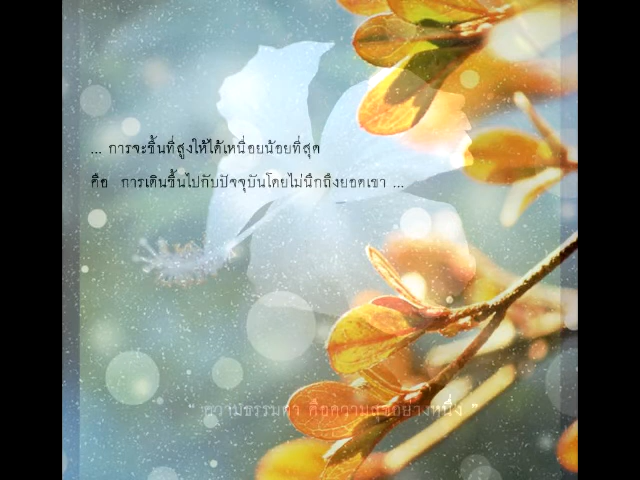 ... การจะขึ้นที่สูงให้ได้เหนื่อยน้อยที่สุด
คือ การเดินขึ้นไปกับปัจจุบันโดยไม่นึกถึงยอดเขา ...
" ความธรรมดา คือความสุขอย่างหนึ่ง "